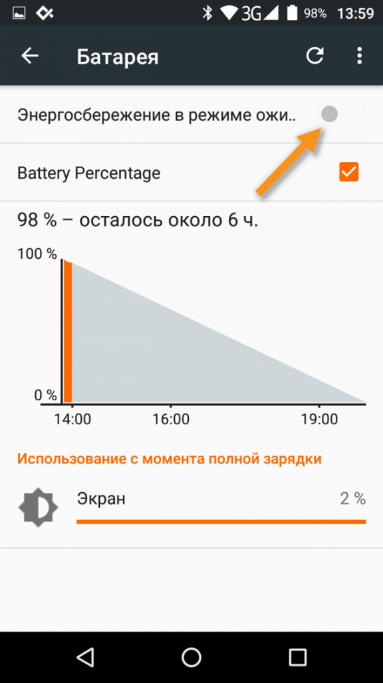 3G 98% 13:59
Батарея
Энергосбережение в режиме ожи..
Battery Percentage
98 % – осталось около 6 ч.
100 %
0 %
14:00 16:00 19:00
Использование с момента полной зарядки
Экран 2 %